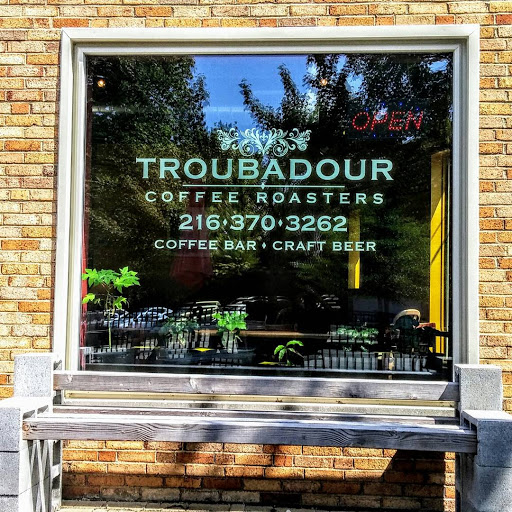 OPEN
TROUBADOUR
COFFEE ROASTERS
216⬩370⬩3262
COFFEE BAR ⬩ CRAFT BEER